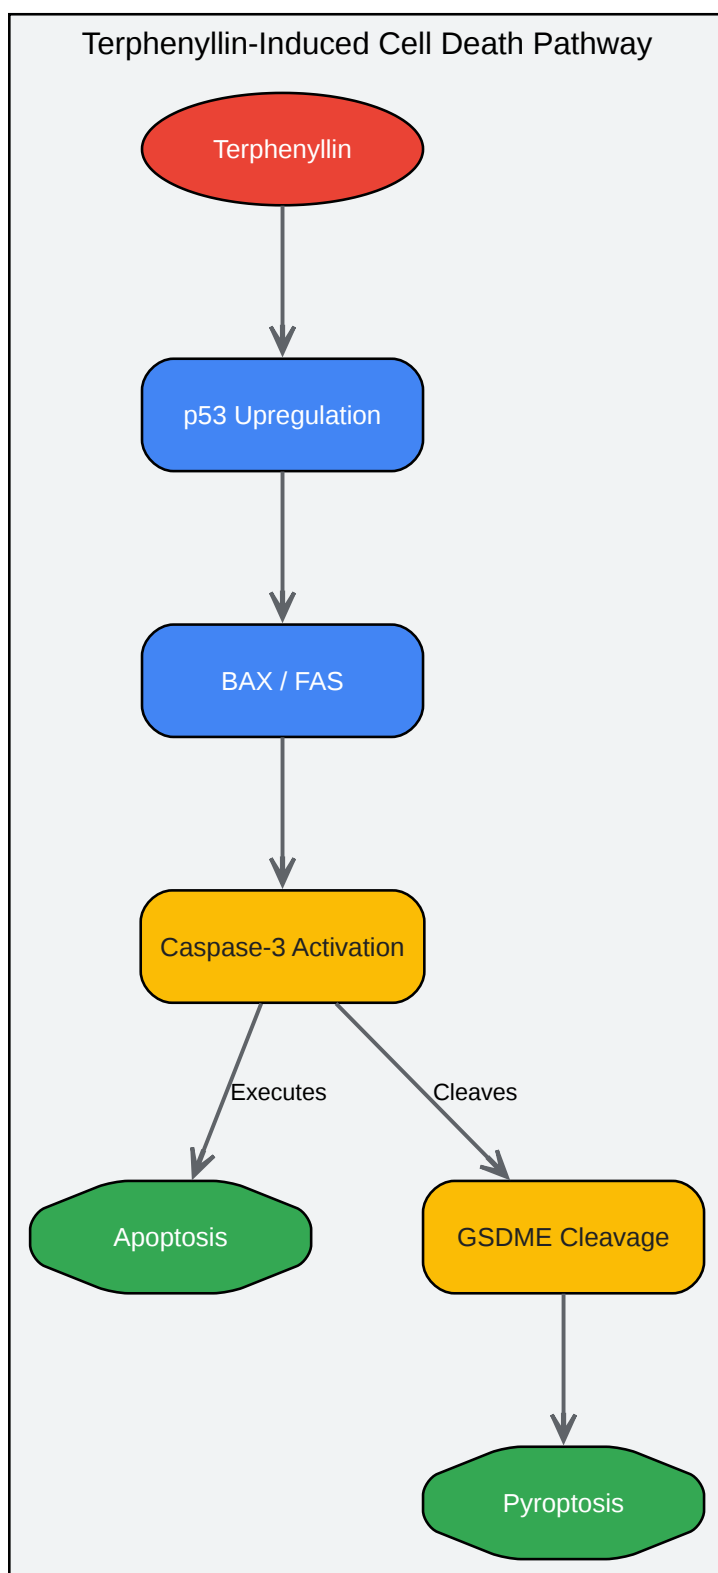 Terphenyllin-Induced Cell Death Pathway
Terphenyllin
p53 Upregulation
BAX / FAS
Caspase-3 Activation
Executes
Cleaves
Apoptosis
GSDME Cleavage
Pyroptosis